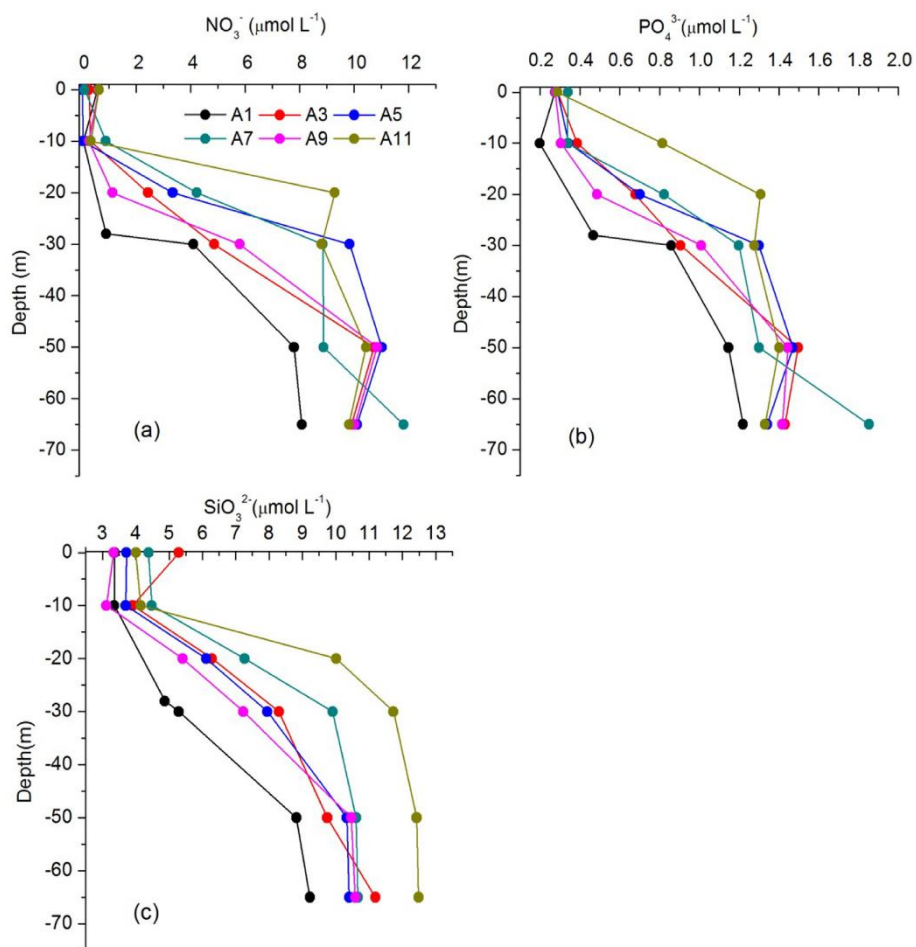 NO₃⁻ (μmol L⁻¹)
0 2 4 6 8 10 12
0
-10
-20
-30
-40
-50
-60
-70
Depth (m)
A1 A3 A5
A7 A9 A11
(a)
PO₄³⁻ (μmol L⁻¹)
0.2 0.4 0.6 0.8 1.0 1.2 1.4 1.6 1.8 2.0
0
-10
-20
-30
-40
-50
-60
-70
Depth(m)
(b)
SiO₃²⁻(μmol L⁻¹)
3 4 5 6 7 8 9 10 11 12 13
0
-10
-20
-30
-40
-50
-60
-70
Depth(m)
(c)